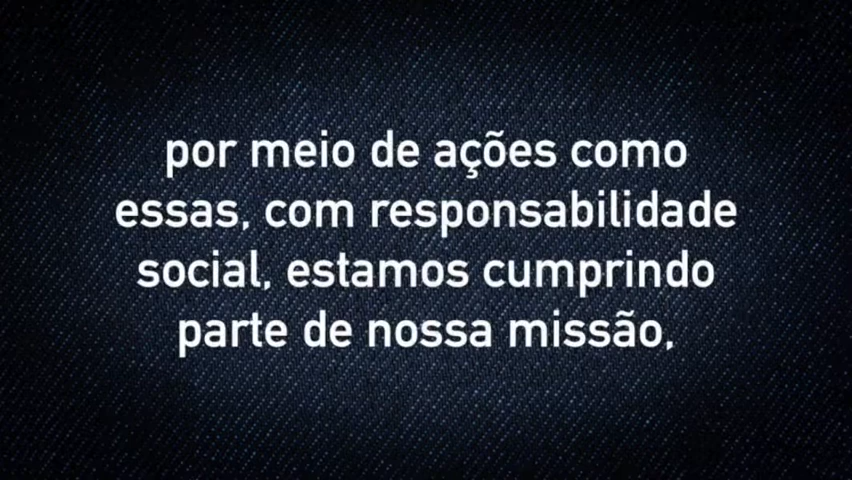 por meio de ações como
essas, com responsabilidade
social, estamos cumprindo
parte de nossa missão,